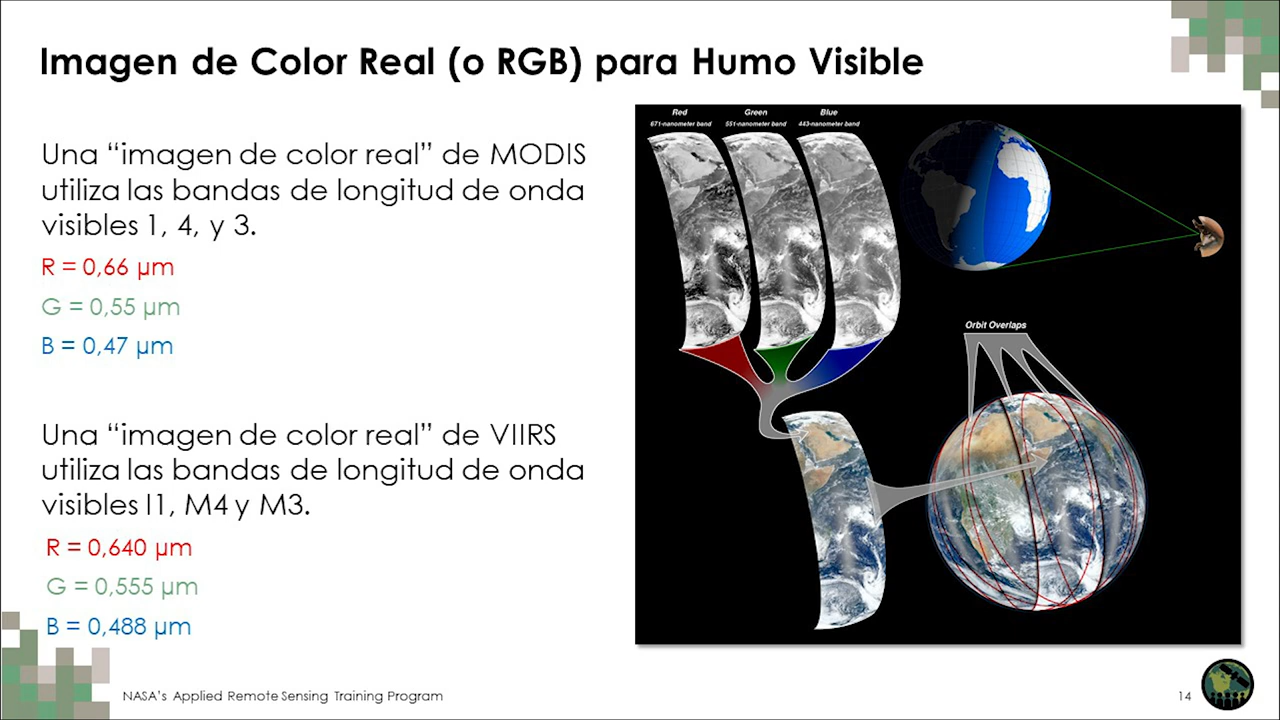 Imagen de Color Real (o RGB) para Humo Visible
Una “imagen de color real” de MODIS
utiliza las bandas de longitud de onda
visibles 1, 4, y 3.
R = 0,66 µm
G = 0,55 µm
B = 0,47 µm
Una “imagen de color real” de VIIRS
utiliza las bandas de longitud de onda
visibles I1, M4 y M3.
R = 0,640 µm
G = 0,555 µm
B = 0,488 µm
Red
671-nanometer band
Green
551-nanometer band
Blue
443-nanometer band
Orbit Overlaps
NASA’s Applied Remote Sensing Training Program
14